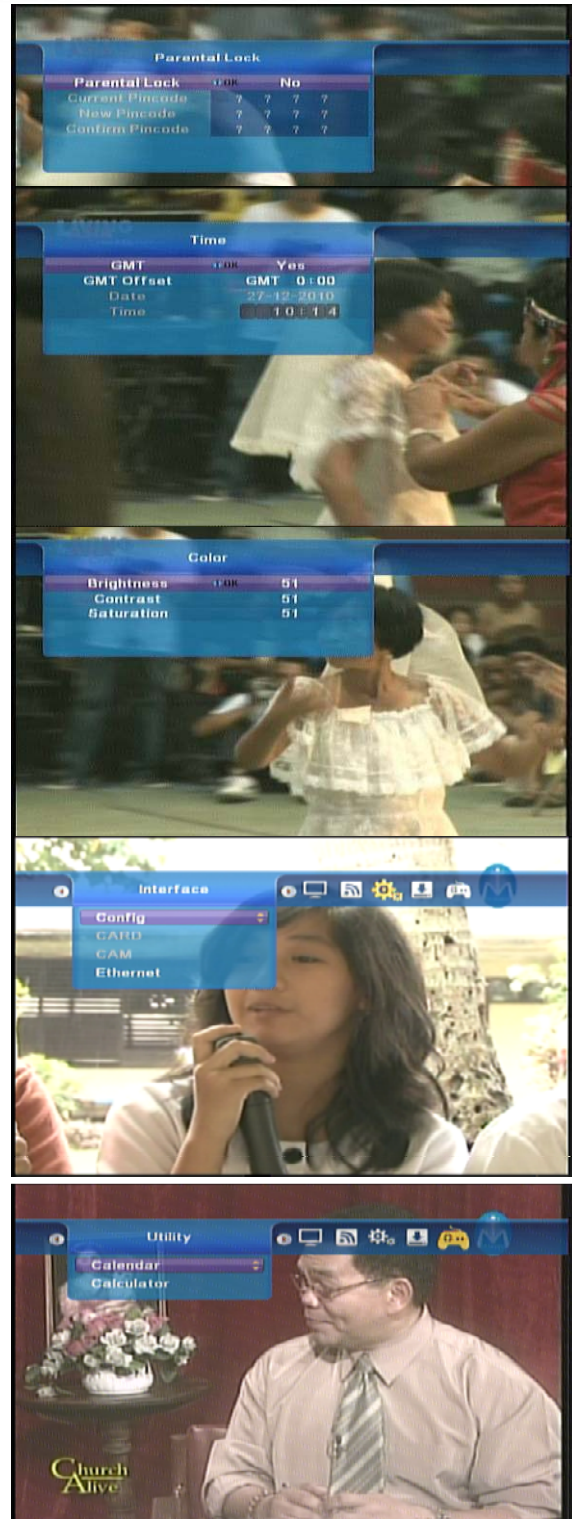 Parental Lock
Parental Lock OK No
Current Pincode ? ? ? ?
New Pincode ? ? ? ?
Confirm Pincode ? ? ? ?
LIVING
Time
GMT OK Yes
GMT Offset GMT 0:00
Date 27-12-2010
Time 10:14
Color
Brightness OK 51
Contrast 51
Saturation 51
Interface
Config
CARD
CAM
Ethernet
Utility
Calendar
Calculator
Church
Alive